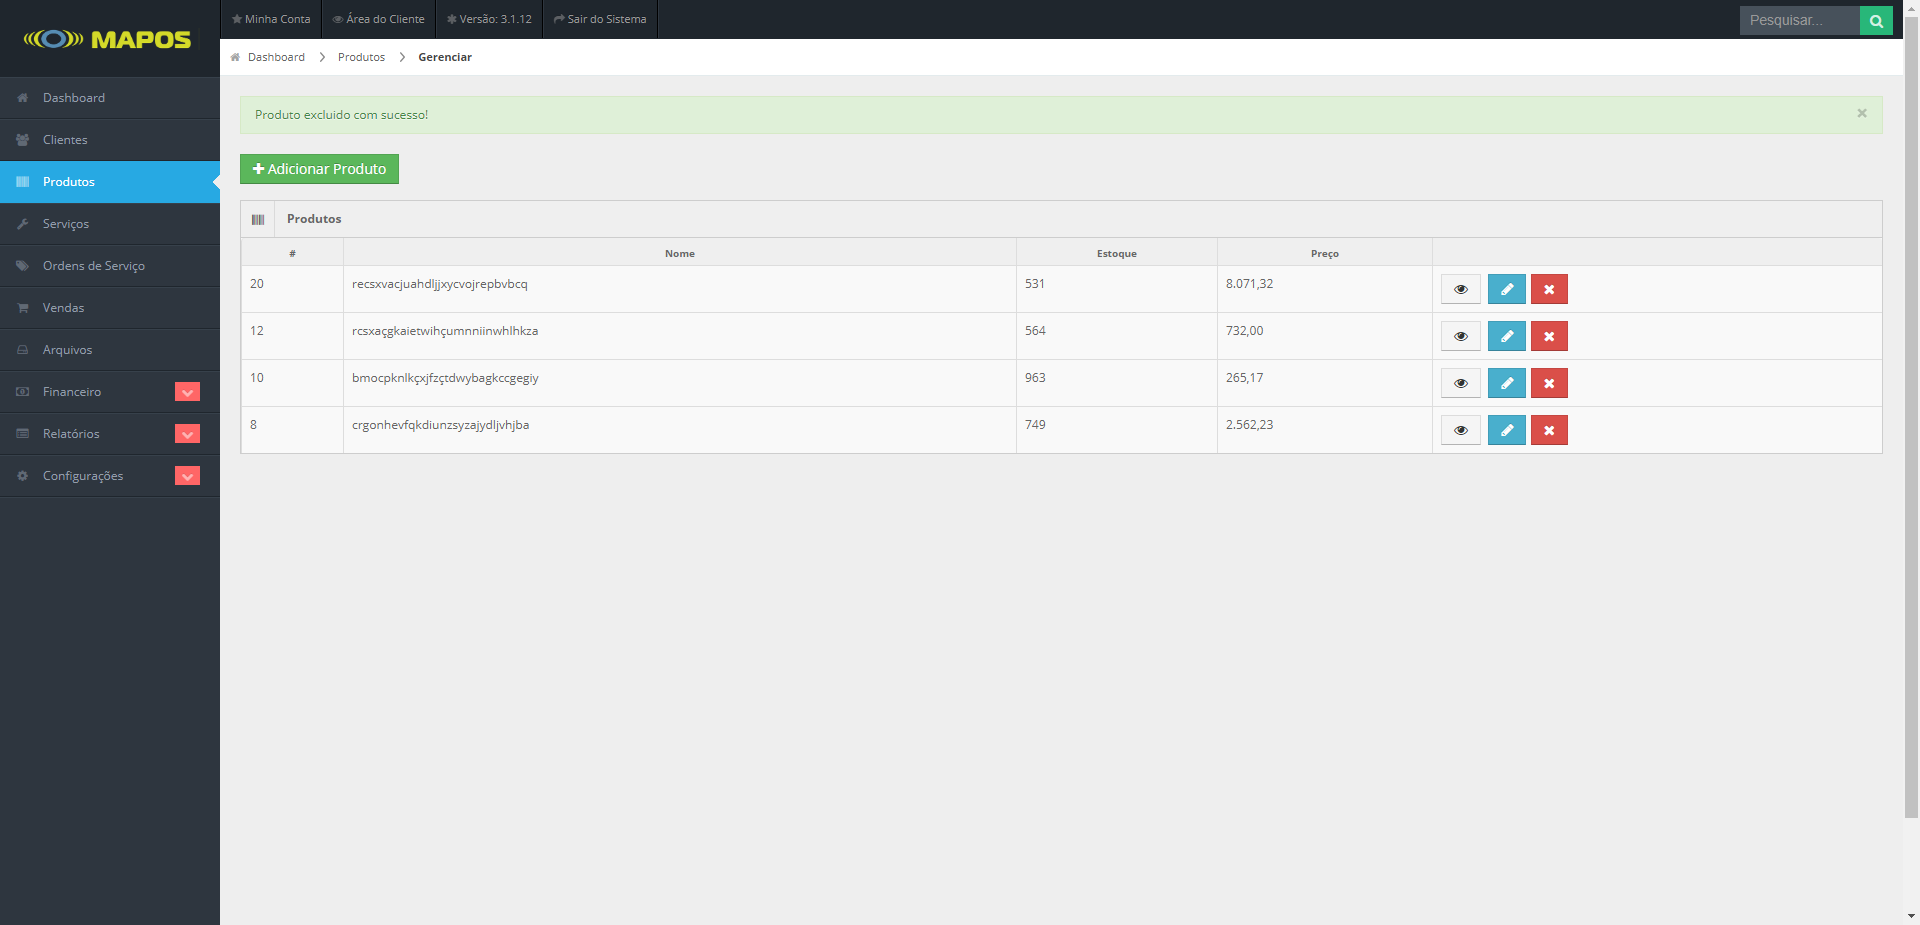 MAPOS
Minha Conta
Área do Cliente
Versão: 3.1.12
Sair do Sistema
Pesquisar...
Dashboard
Produtos
Gerenciar
Dashboard
Clientes
Produtos
Serviços
Ordens de Serviço
Vendas
Arquivos
Financeiro
Relatórios
Configurações
Produto excluido com sucesso!
×
Adicionar Produto
Produtos
# Nome Estoque Preço
20 recsxvacjuahdljjxycvojrepbvbcq 531 8.071,32
12 rcsxaçgkaietwihçumnniinwhlhkza 564 732,00
10 bmocpknlkçxjfzçtdwybagkccgegiy 963 265,17
8 crgonhevfqkdiunzsyzajydljvhjba 749 2.562,23